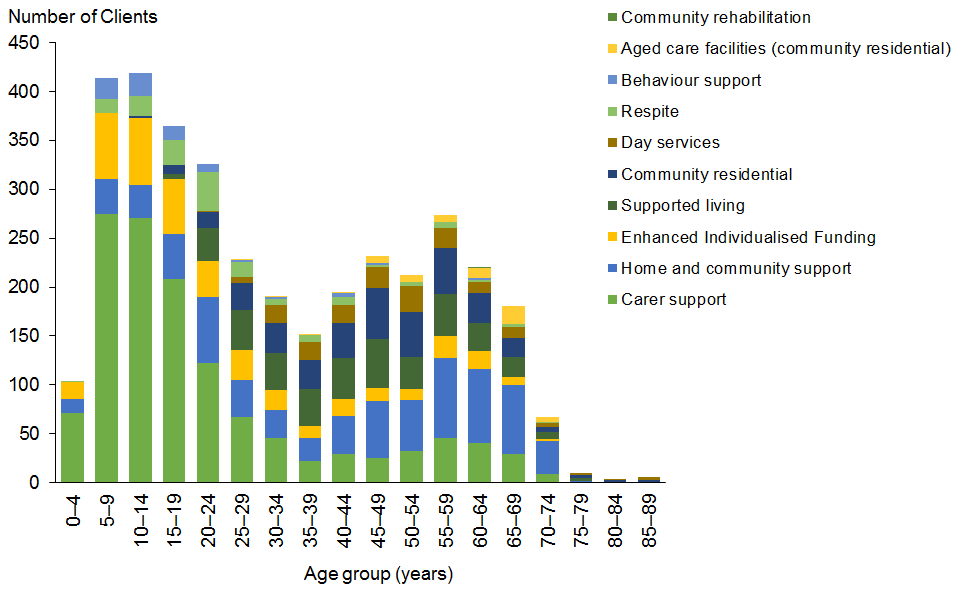 Number of Clients
450
400
350
300
250
200
150
100
50
0
0–4
5–9
10–14
15–19
20–24
25–29
30–34
35–39
40–44
45–49
50–54
55–59
60–64
65–69
70–74
75–79
80–84
85–89
Age group (years)
Community rehabilitation
Aged care facilities (community residential)
Behaviour support
Respite
Day services
Community residential
Supported living
Enhanced Individualised Funding
Home and community support
Carer support